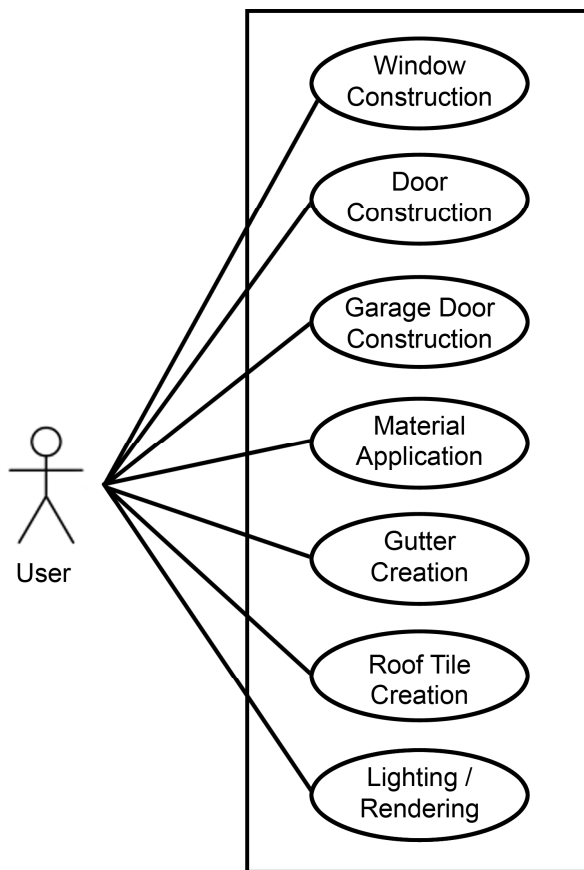 Window
Construction
Door
Construction
Garage Door
Construction
Material
Application
Gutter
Creation
Roof Tile
Creation
Lighting /
Rendering
User